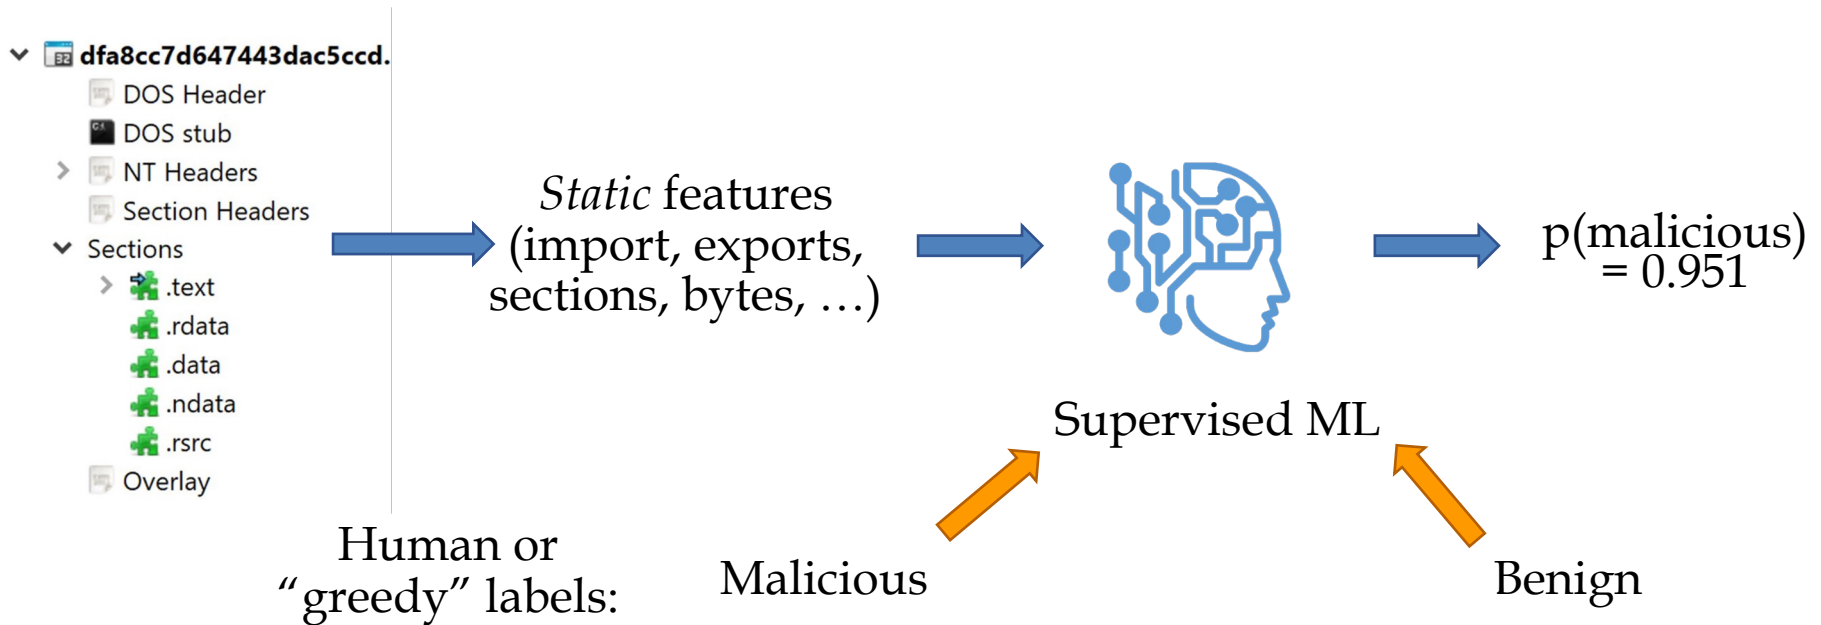 dfa8cc7d647443dac5ccd.
DOS Header
DOS stub
NT Headers
Section Headers
Sections
.text
.rdata
.data
.ndata
.rsrc
Overlay
Static features
(import, exports,
sections, bytes, …)
Supervised ML
p(malicious)
= 0.951
Human or
“greedy” labels:
Malicious
Benign